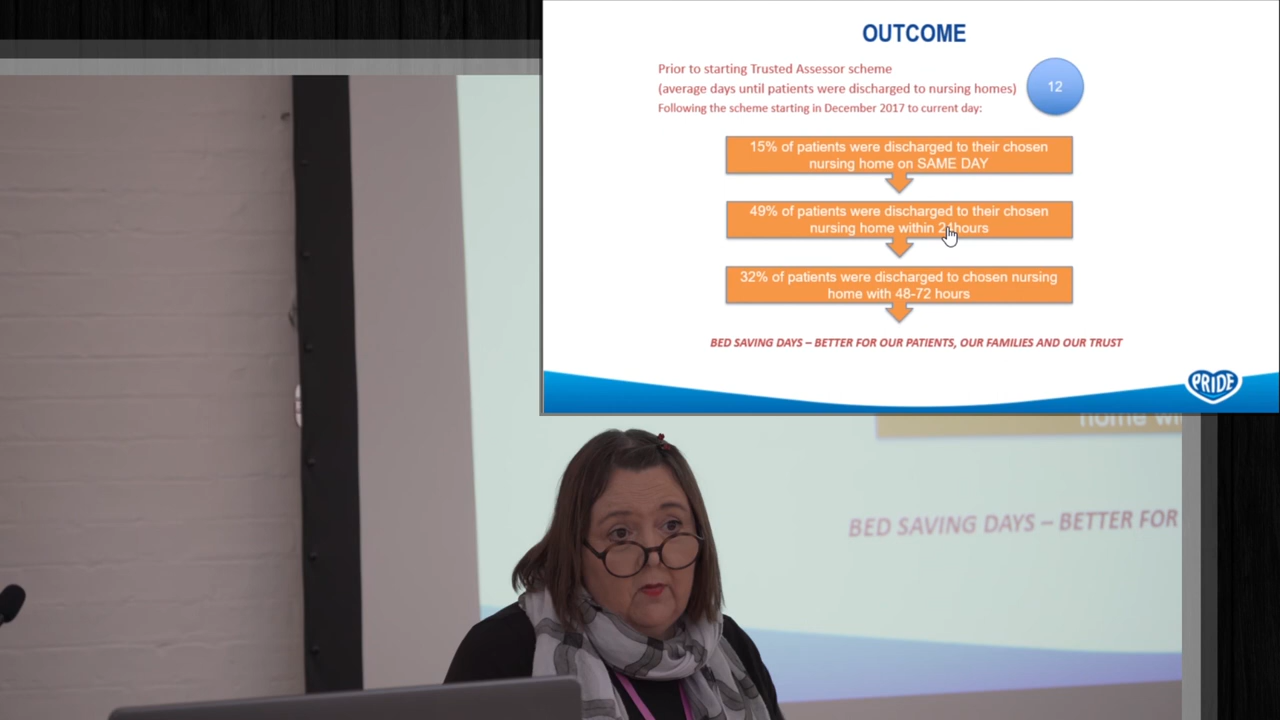 OUTCOME
Prior to starting Trusted Assessor scheme
(average days until patients were discharged to nursing homes)
12
Following the scheme starting in December 2017 to current day:
15% of patients were discharged to their chosen
nursing home on SAME DAY
49% of patients were discharged to their chosen
nursing home within hours
32% of patients were discharged to chosen nursing
home with 48-72 hours
BED SAVING DAYS – BETTER FOR OUR PATIENTS, OUR FAMILIES AND OUR TRUST
PRIDE
BED SAVING DAYS – BETTER FOR